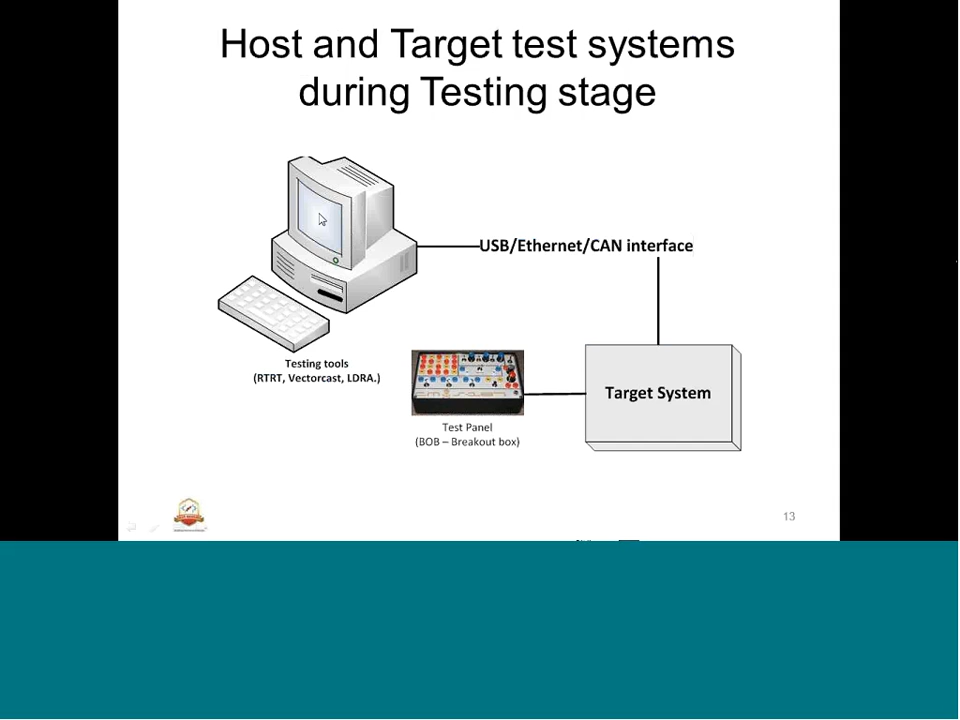 Host and Target test systems
during Testing stage
USB/Ethernet/CAN interface
Testing tools
(RTRT, Vectorcast, LDRA.)
Target System
Test Panel
(BOB – Breakout box)
13